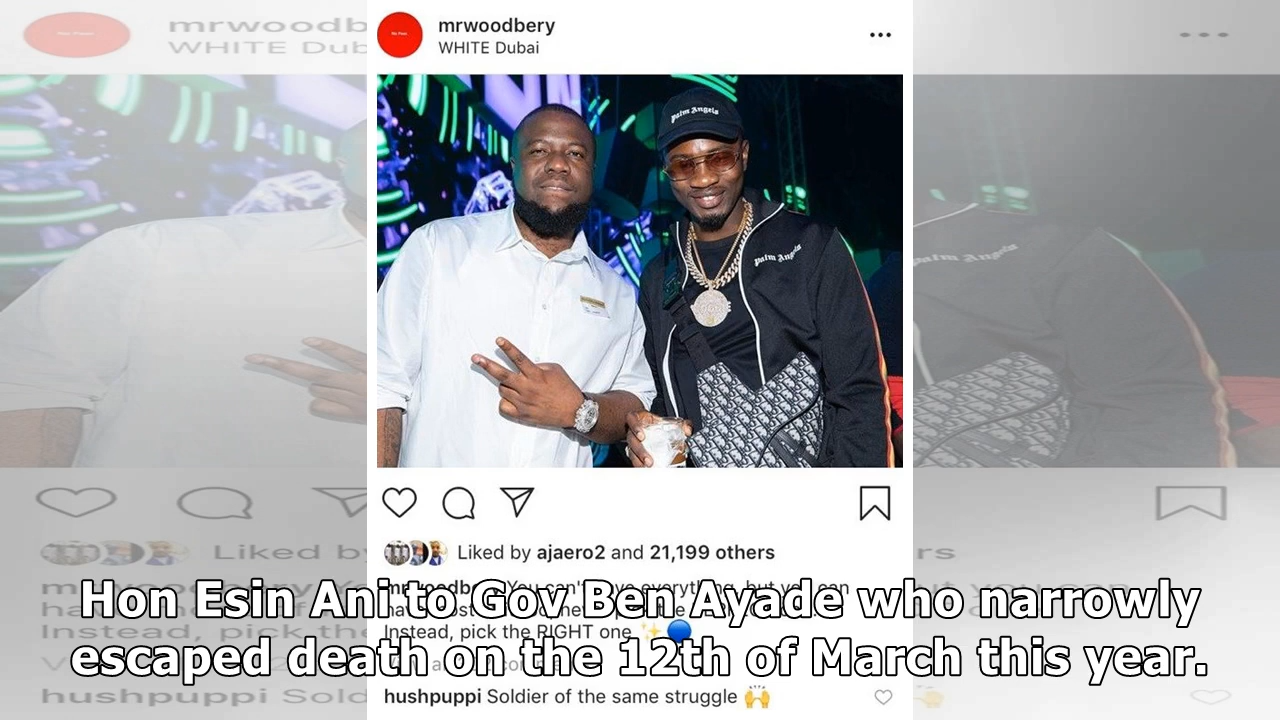 mrwoodbery
WHITE Dubai
Palm Angels
Palm Angels
Liked by ajaero2 and 21,199 others
Instead, pick the RIGHT one ✨🔵
Hon Esin Ani to Gov Ben Ayade who narrowly
escaped death on the 12th of March this year.
hushpuppi Soldier of the same struggle 🙌